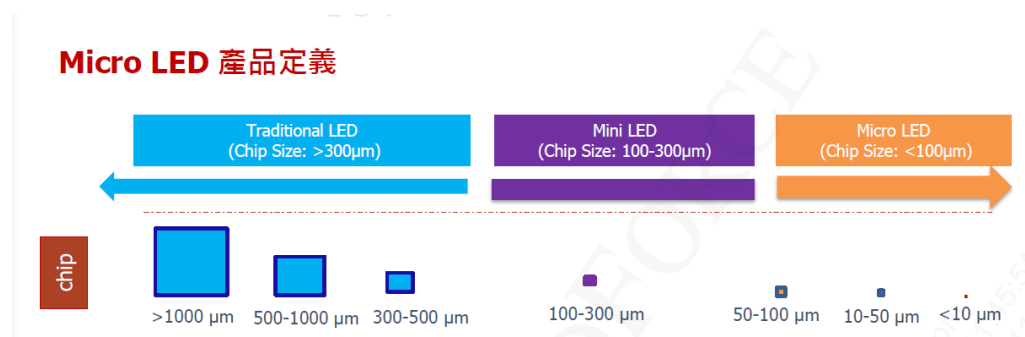 Micro LED 產品定義
Traditional LED
(Chip Size: >300μm)
Mini LED
(Chip Size: 100-300μm)
Micro LED
(Chip Size: <100μm)
chip
>1000 μm
500-1000 μm
300-500 μm
100-300 μm
50-100 μm
10-50 μm
<10 μm